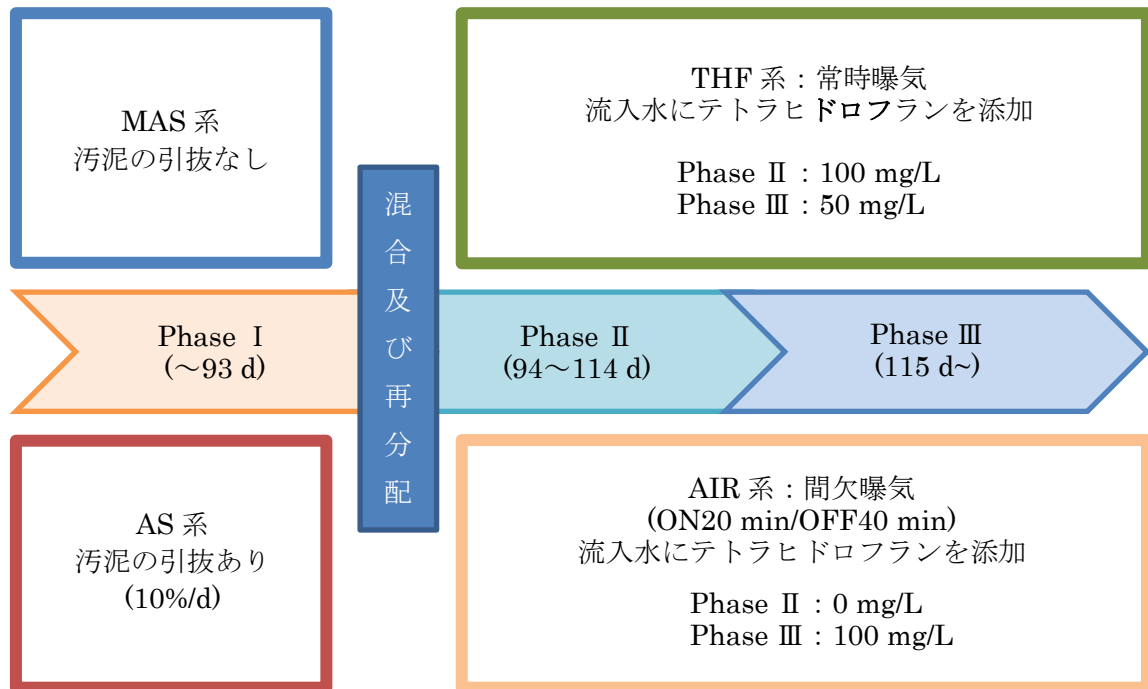 MAS 系
汚泥の引抜なし
THF 系：常時曝気
流入水にテトラヒドロフランを添加
Phase Ⅱ：100 mg/L
Phase Ⅲ：50 mg/L
混合及び再分配
Phase Ⅰ
(～93 d)
Phase Ⅱ
(94～114 d)
Phase Ⅲ
(115 d~)
AS 系
汚泥の引抜あり
(10%/d)
AIR 系：間欠曝気
(ON20 min/OFF40 min)
流入水にテトラヒドロフランを添加
Phase Ⅱ：0 mg/L
Phase Ⅲ：100 mg/L